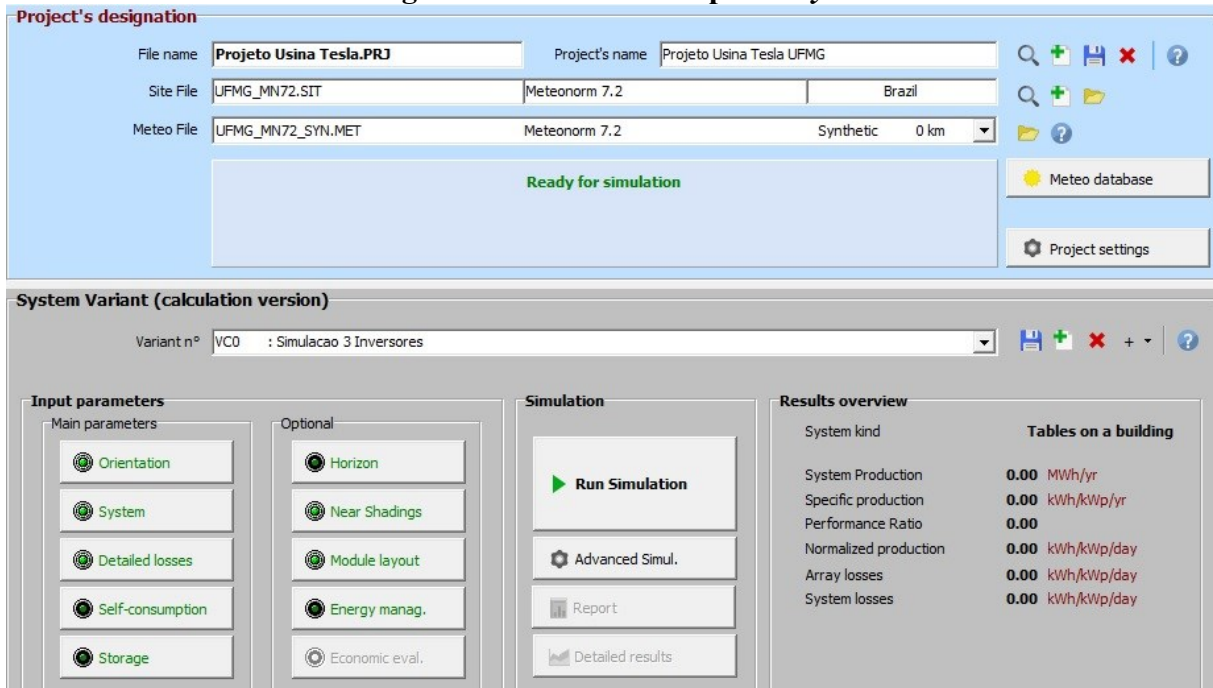 Project's designation
File name Projeto Usina Tesla.PRJ Project's name Projeto Usina Tesla UFMG
Site File UFMG_MN72.SIT Meteonorm 7.2 Brazil
Meteo File UFMG_MN72_SYN.MET Meteonorm 7.2 Synthetic 0 km
Ready for simulation
Meteo database
Project settings
System Variant (calculation version)
Variant n° VC0 : Simulacao 3 Inversores
Input parameters
Main parameters
Orientation
System
Detailed losses
Self-consumption
Storage
Optional
Horizon
Near Shadings
Module layout
Energy manag.
Economic eval.
Simulation
Run Simulation
Advanced Simul.
Report
Detailed results
Results overview
System kind Tables on a building
System Production 0.00 MWh/yr
Specific production 0.00 kWh/kWp/yr
Performance Ratio 0.00
Normalized production 0.00 kWh/kWp/day
Array losses 0.00 kWh/kWp/day
System losses 0.00 kWh/kWp/day